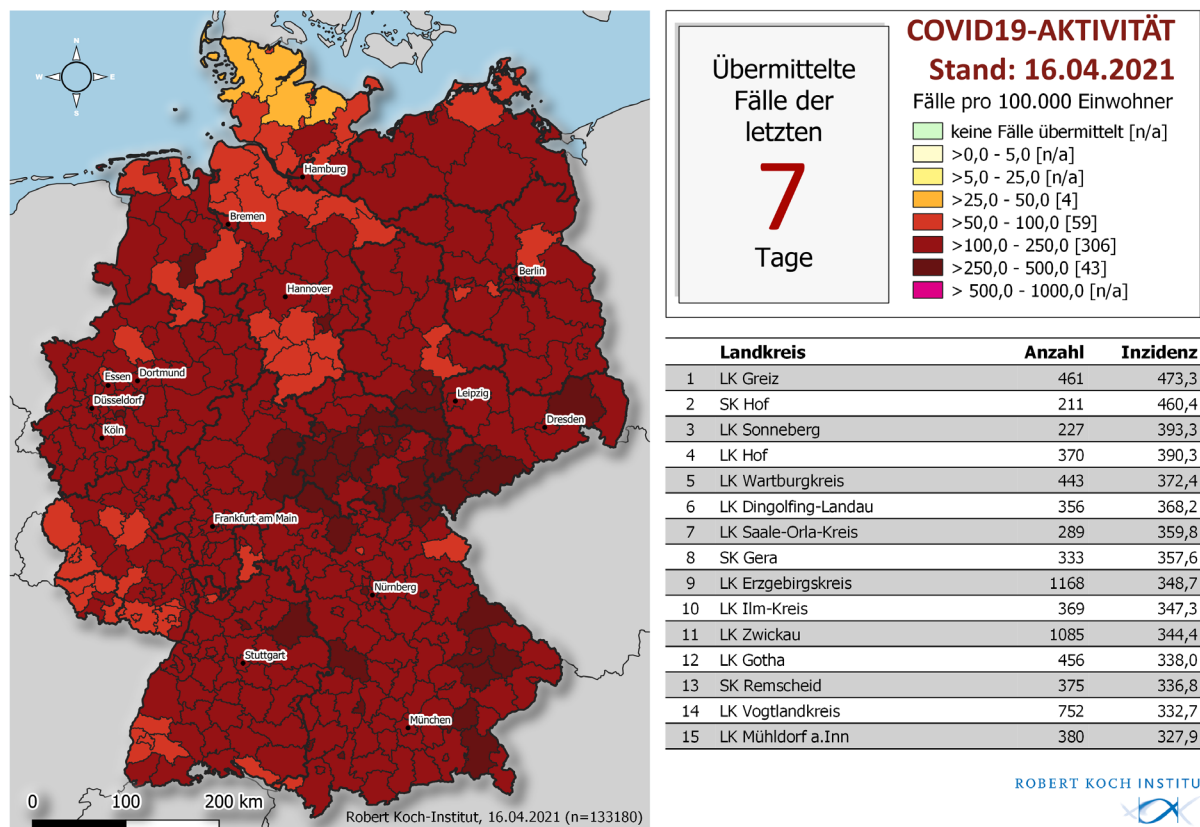 N
W E
S
Hamburg
Bremen
Berlin
Hannover
Essen
Dortmund
Düsseldorf
Leipzig
Köln
Dresden
Frankfurt am Main
Nürnberg
Stuttgart
München
0 100 200 km
Robert Koch-Institut, 16.04.2021 (n=133180)
Übermittelte
Fälle der
letzten
7
Tage
COVID19-AKTIVITÄT
Stand: 16.04.2021
Fälle pro 100.000 Einwohner
keine Fälle übermittelt [n/a]
>0,0 - 5,0 [n/a]
>5,0 - 25,0 [n/a]
>25,0 - 50,0 [4]
>50,0 - 100,0 [59]
>100,0 - 250,0 [306]
>250,0 - 500,0 [43]
> 500,0 - 1000,0 [n/a]
Landkreis Anzahl Inzidenz
1 LK Greiz 461 473,3
2 SK Hof 211 460,4
3 LK Sonneberg 227 393,3
4 LK Hof 370 390,3
5 LK Wartburgkreis 443 372,4
6 LK Dingolfing-Landau 356 368,2
7 LK Saale-Orla-Kreis 289 359,8
8 SK Gera 333 357,6
9 LK Erzgebirgskreis 1168 348,7
10 LK Ilm-Kreis 369 347,3
11 LK Zwickau 1085 344,4
12 LK Gotha 456 338,0
13 SK Remscheid 375 336,8
14 LK Vogtlandkreis 752 332,7
15 LK Mühldorf a.Inn 380 327,9
ROBERT KOCH INSTITU